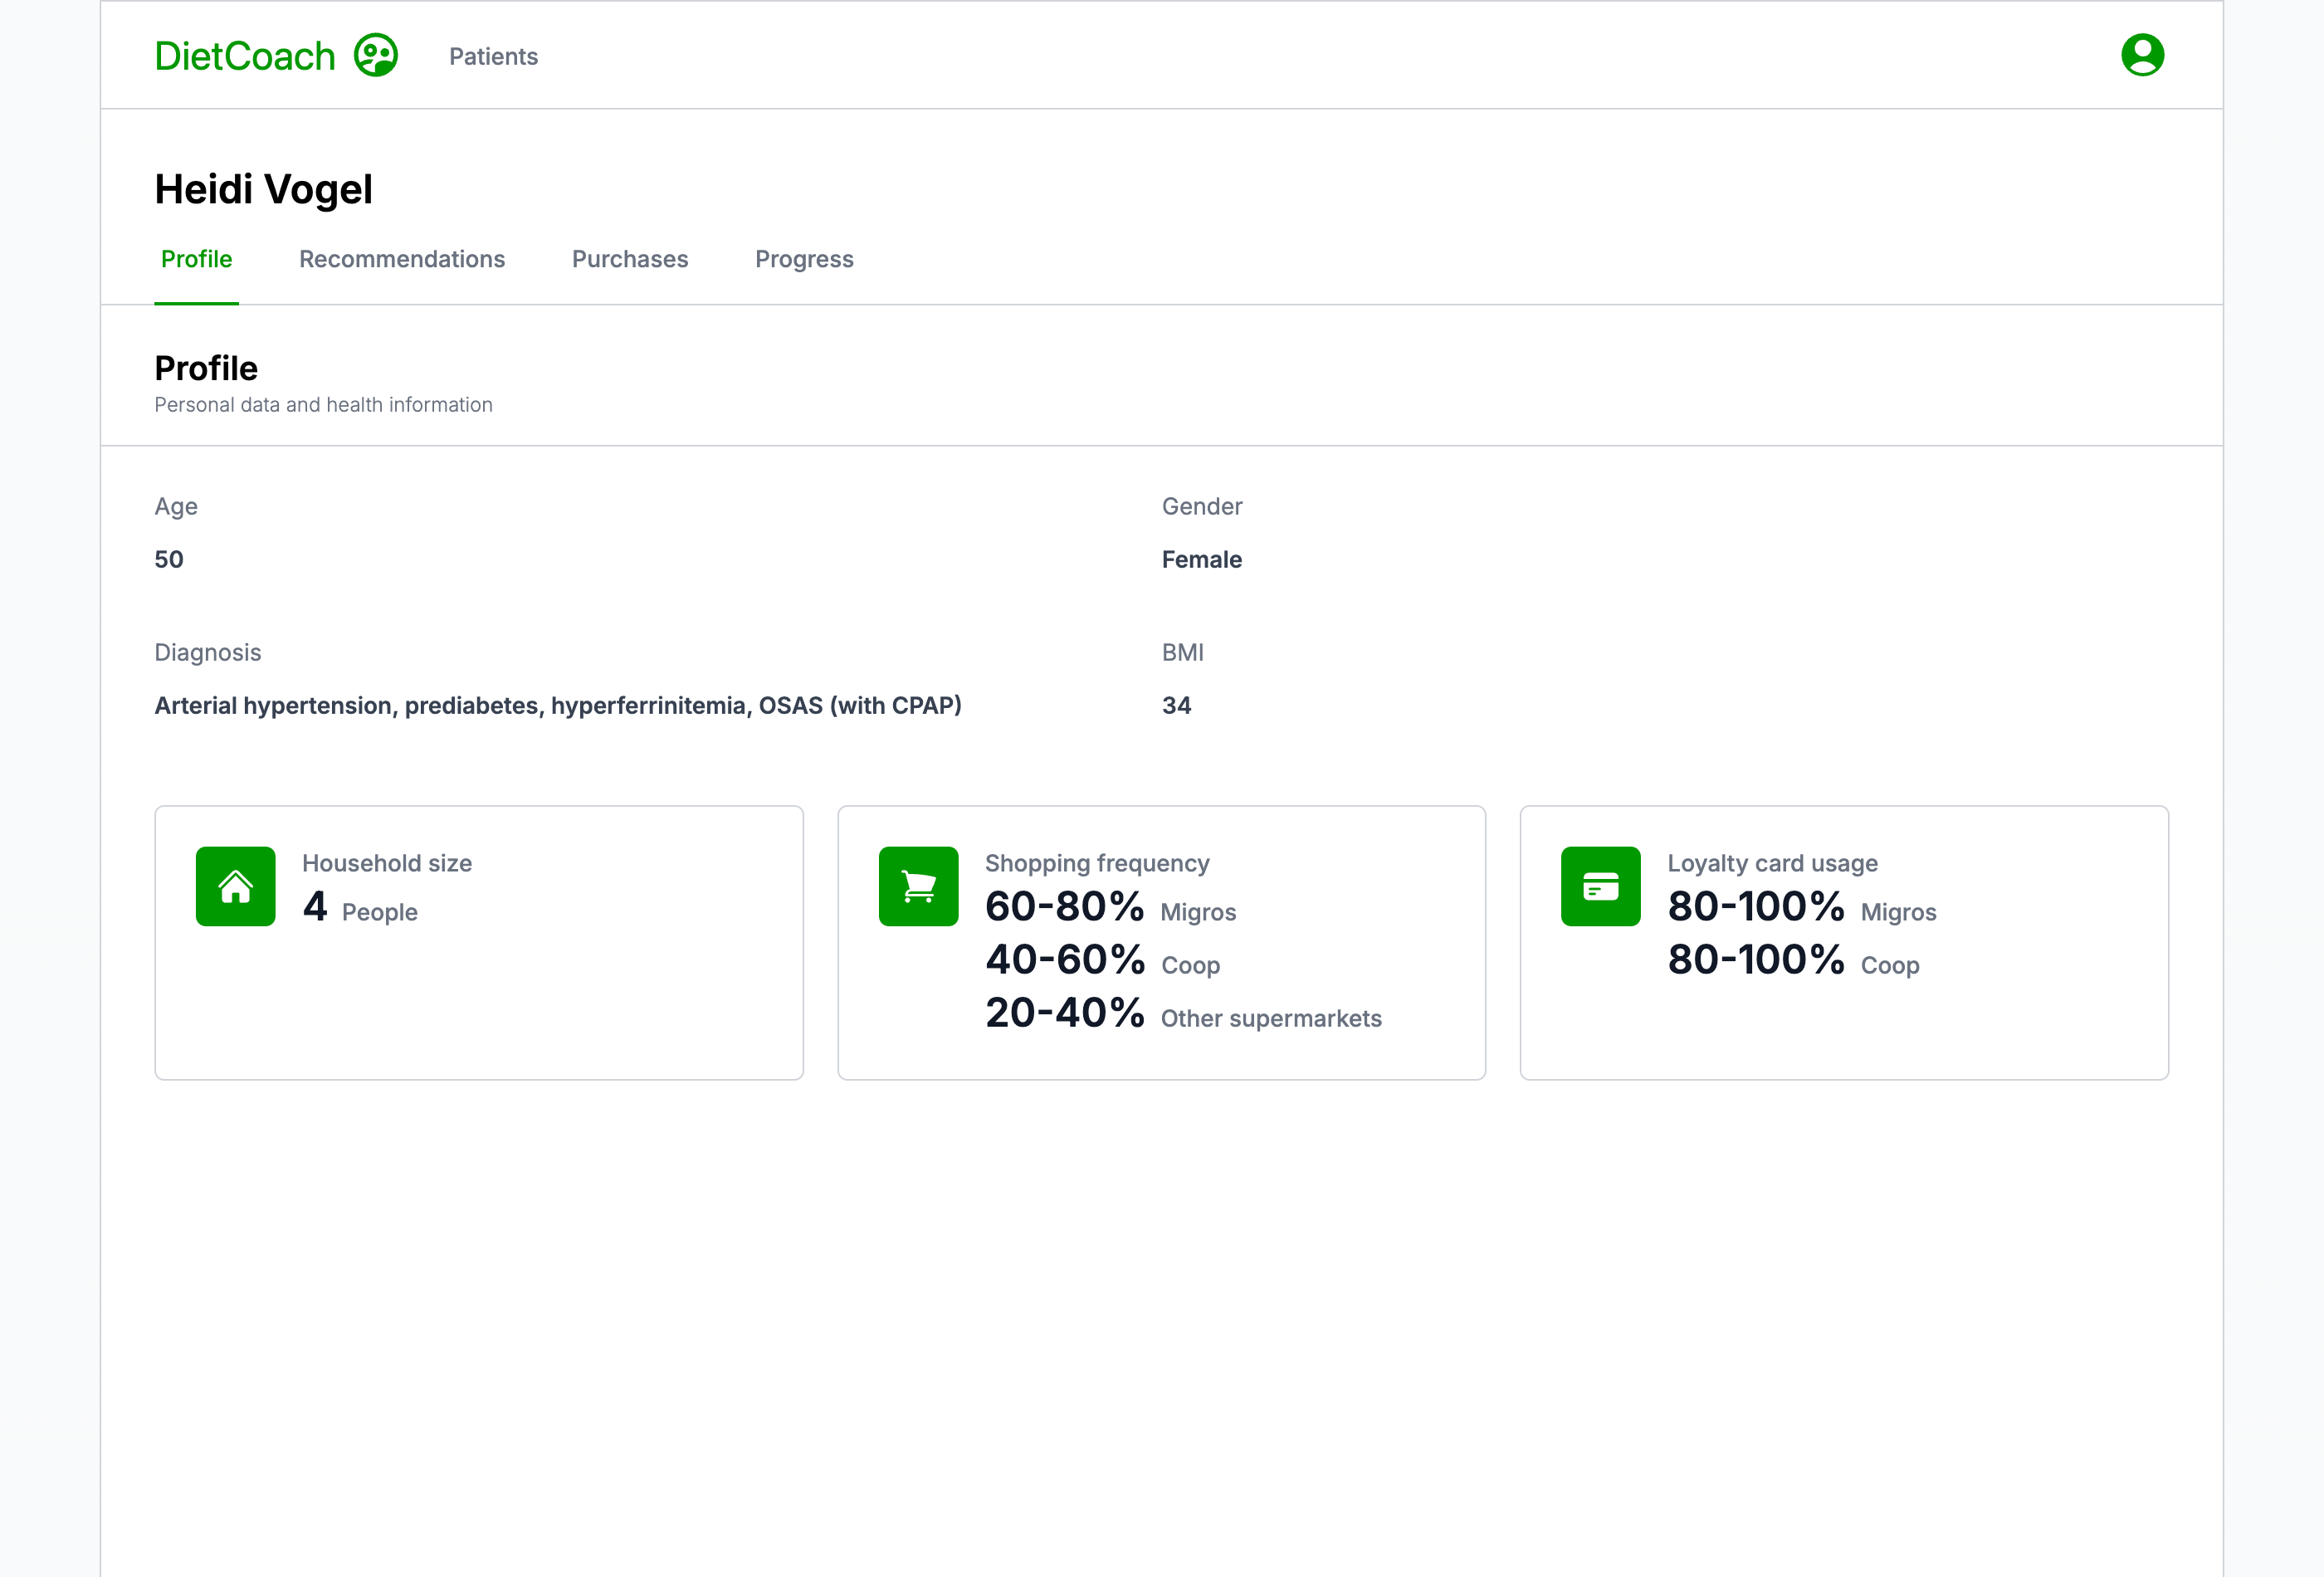 DietCoach Patients
Heidi Vogel
Profile Recommendations Purchases Progress
Profile
Personal data and health information
Age
50
Gender
Female
Diagnosis
Arterial hypertension, prediabetes, hyperferrinitemia, OSAS (with CPAP)
BMI
34
Household size
4 People
Shopping frequency
60-80% Migros
40-60% Coop
20-40% Other supermarkets
Loyalty card usage
80-100% Migros
80-100% Coop